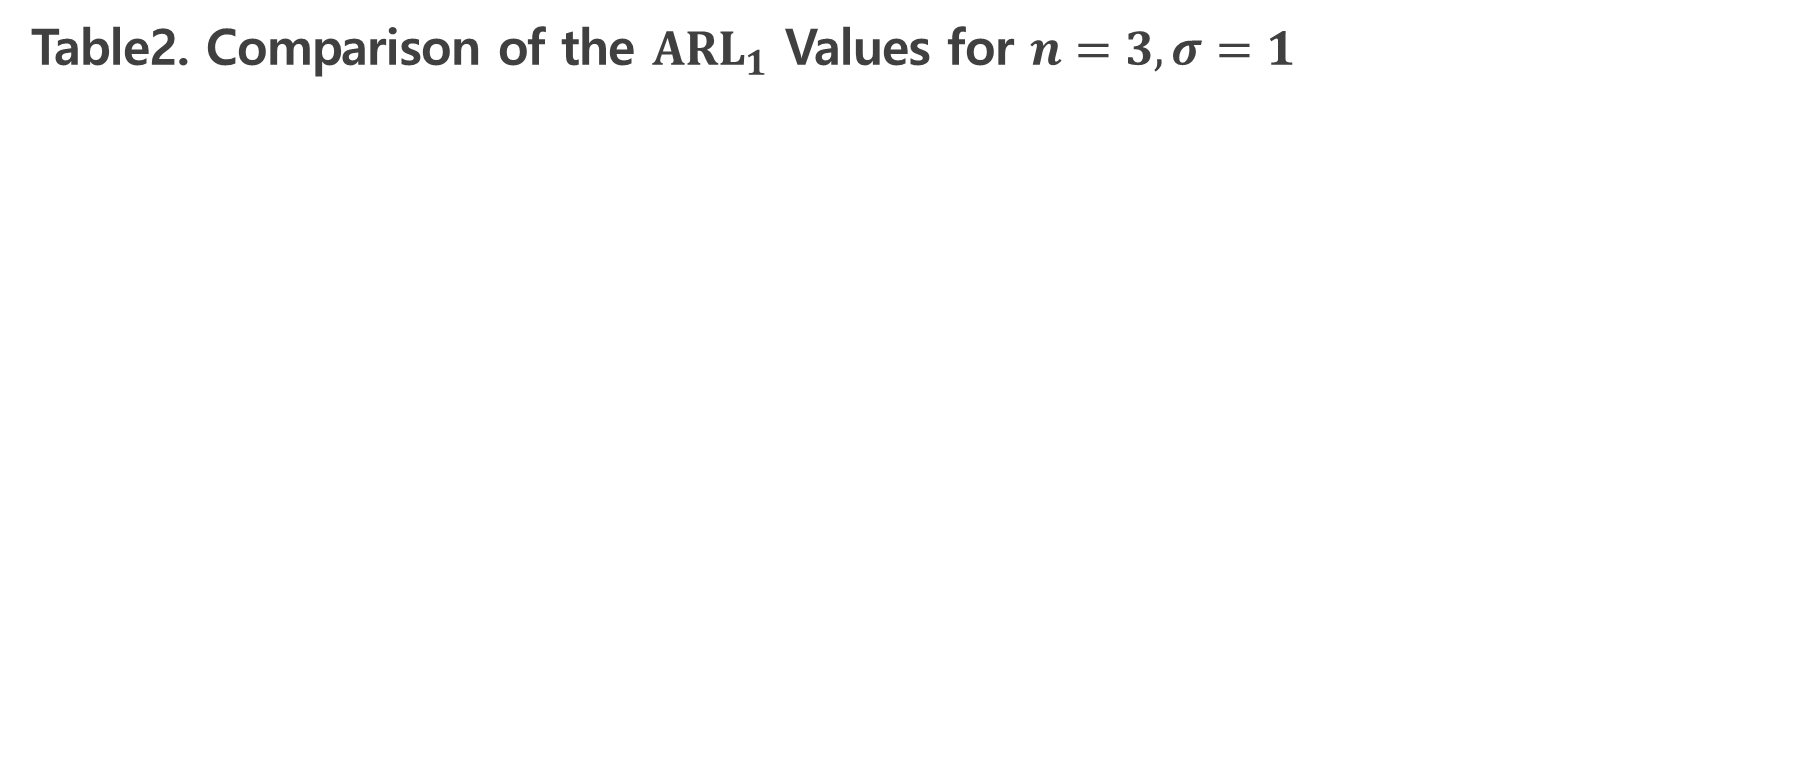 Table2. Comparison of the ARL₁ Values for n = 3, σ = 1